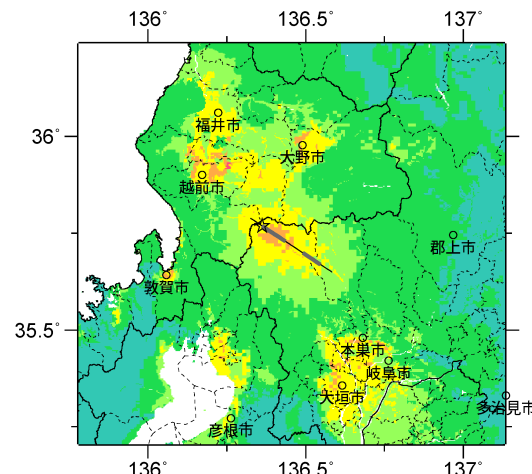 136° 136.5° 137°
36°
35.5°
福井市
大野市
越前市
郡上市
敦賀市
本巣市
岐阜市
大垣市
多治見市
彦根市
136° 136.5° 137°